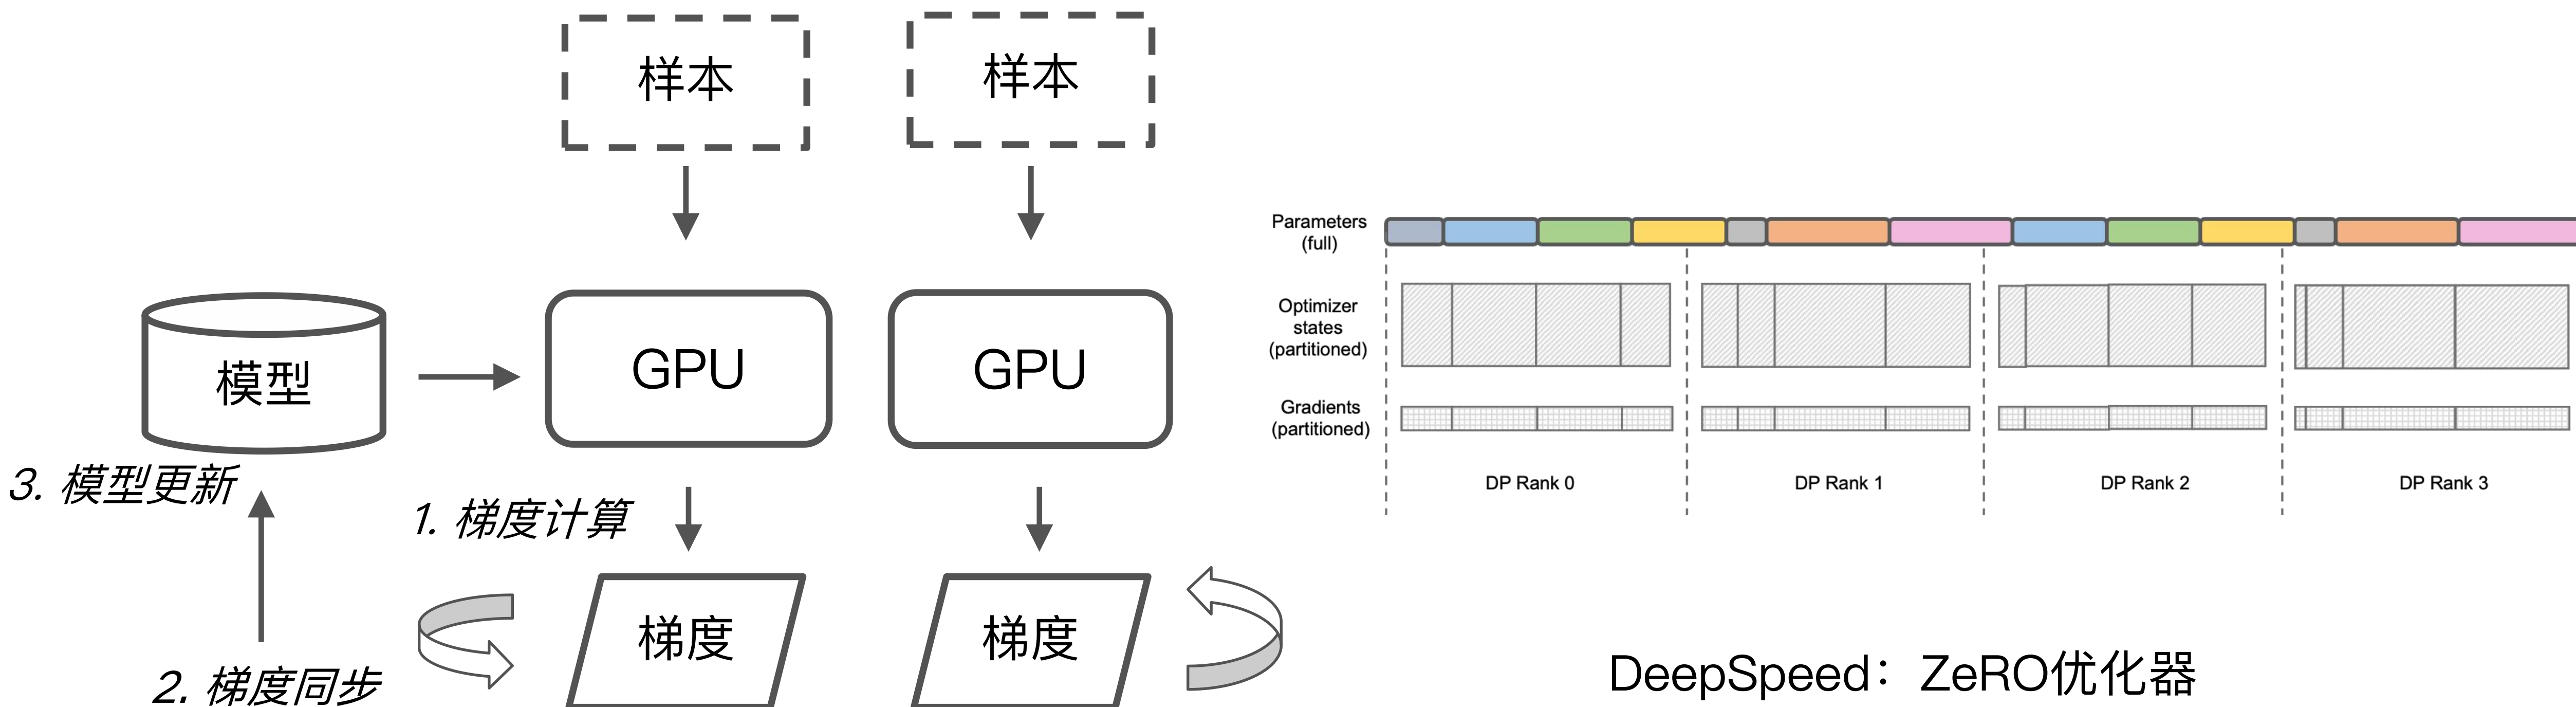 样本
样本
模型
GPU
GPU
3. 模型更新
1. 梯度计算
梯度
梯度
2. 梯度同步
Parameters
(full)
Optimizer
states
(partitioned)
Gradients
(partitioned)
DP Rank 0
DP Rank 1
DP Rank 2
DP Rank 3
DeepSpeed：ZeRO优化器